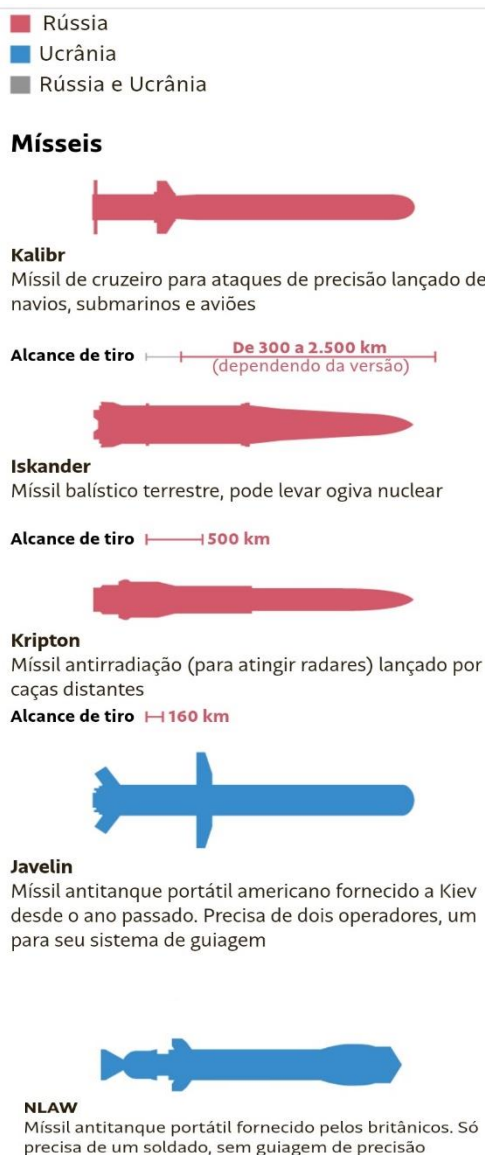 Rússia
Ucrânia
Rússia e Ucrânia
Mísseis
Kalibr
Míssil de cruzeiro para ataques de precisão lançado de
navios, submarinos e aviões
Alcance de tiro De 300 a 2.500 km
(dependendo da versão)
Iskander
Míssil balístico terrestre, pode levar ogiva nuclear
Alcance de tiro 500 km
Kripton
Míssil antirradiação (para atingir radares) lançado por
caças distantes
Alcance de tiro 160 km
Javelin
Míssil antitanque portátil americano fornecido a Kiev
desde o ano passado. Precisa de dois operadores, um
para seu sistema de guiagem
NLAW
Míssil antitanque portátil fornecido pelos britânicos. Só
precisa de um soldado, sem guiagem de precisão